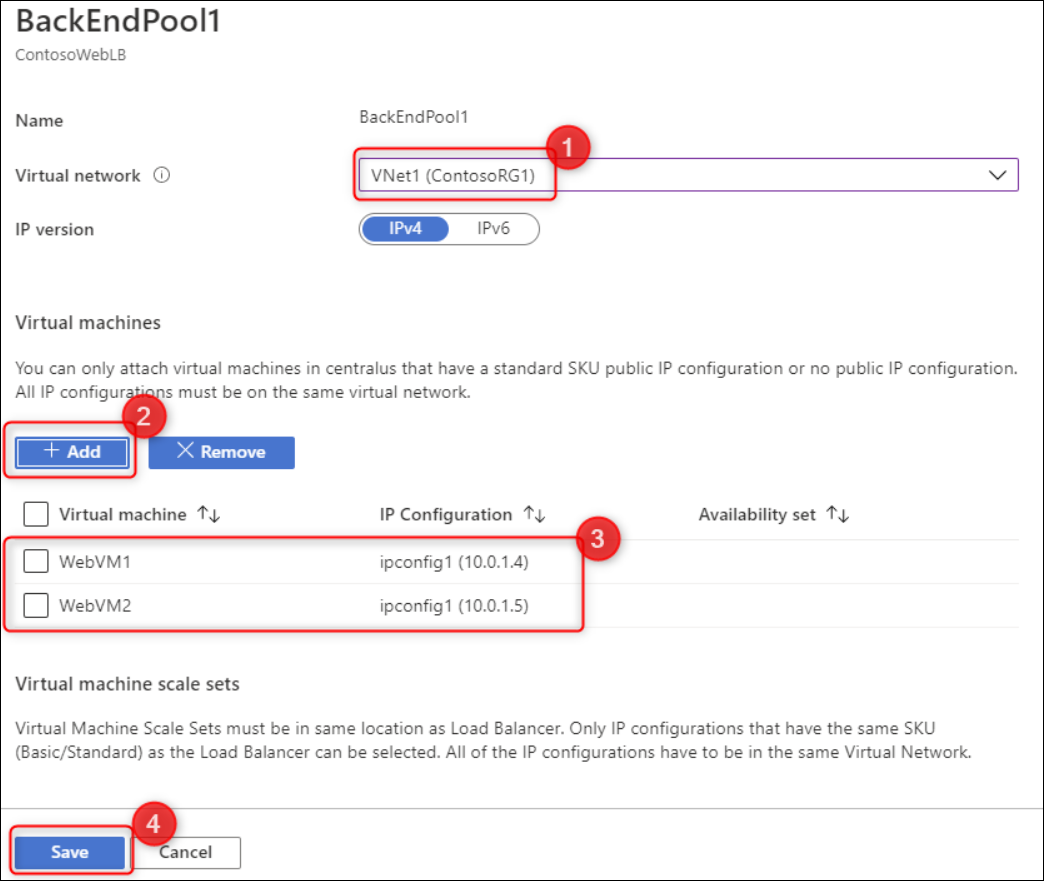 BackEndPool1
ContosoWebLB
Name BackEndPool1
1
Virtual network VNet1 (ContosoRG1)
IP version IPv4 IPv6
Virtual machines
You can only attach virtual machines in centralus that have a standard SKU public IP configuration or no public IP configuration.
All IP configurations must be on the same virtual network.
2
+ Add Remove
Virtual machine ↑↓ IP Configuration ↑↓ Availability set ↑↓
3
WebVM1 ipconfig1 (10.0.1.4)
WebVM2 ipconfig1 (10.0.1.5)
Virtual machine scale sets
Virtual Machine Scale Sets must be in same location as Load Balancer. Only IP configurations that have the same SKU
(Basic/Standard) as the Load Balancer can be selected. All of the IP configurations have to be in the same Virtual Network.
4
Save Cancel